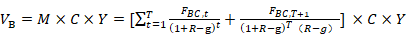 V_B = M × C × Y = [∑_{t=1}^{T} F_{BC,t}/(1+R−g)^t + F_{BC,T+1}/((1+R−g)^T (R−g))] × C × Y